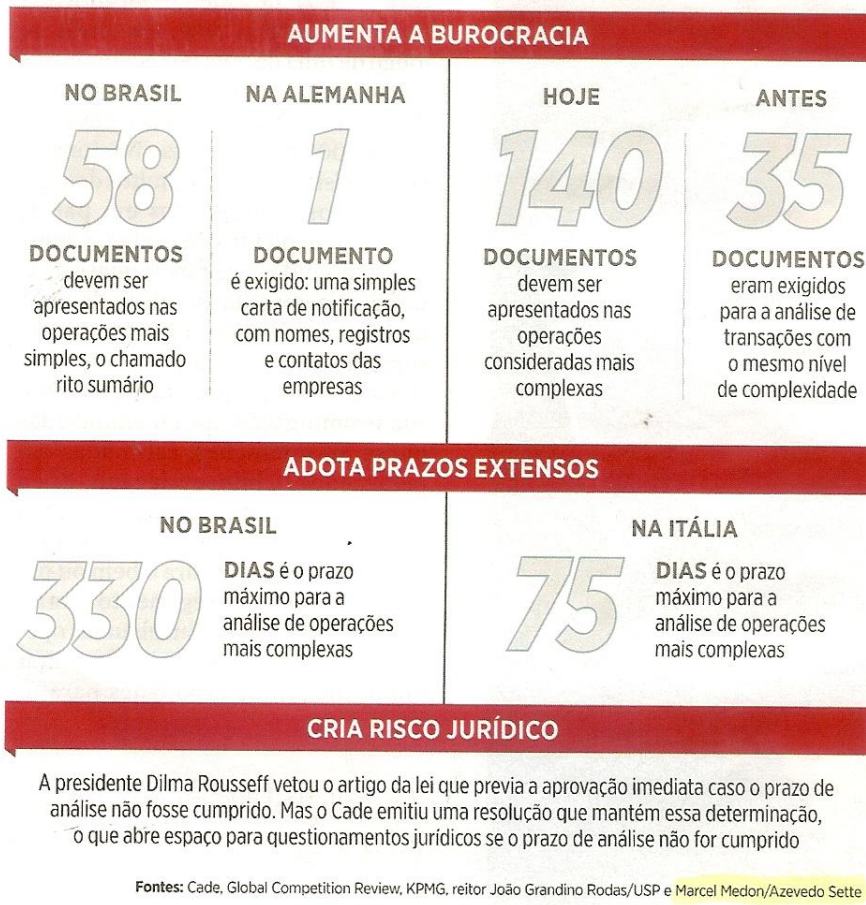 AUMENTA A BUROCRACIA
NO BRASIL
58
DOCUMENTOS
devem ser
apresentados nas
operações mais
simples, o chamado
rito sumário
NA ALEMANHA
1
DOCUMENTO
é exigido: uma simples
carta de notificação,
com nomes, registros
e contatos das
empresas
HOJE
140
DOCUMENTOS
devem ser
apresentados nas
operações
consideradas mais
complexas
ANTES
35
DOCUMENTOS
eram exigidos
para a análise de
transações com
o mesmo nível
de complexidade
ADOTA PRAZOS EXTENSOS
NO BRASIL
330
DIAS é o prazo
máximo para a
análise de operações
mais complexas
NA ITÁLIA
75
DIAS é o prazo
máximo para a
análise de operações
mais complexas
CRIA RISCO JURÍDICO
A presidente Dilma Rousseff vetou o artigo da lei que previa a aprovação imediata caso o prazo de
análise não fosse cumprido. Mas o Cade emitiu uma resolução que mantém essa determinação,
o que abre espaço para questionamentos jurídicos se o prazo de análise não for cumprido
Fontes: Cade, Global Competition Review, KPMG, reitor João Grandino Rodas/USP e Marcel Medon/Azevedo Sette